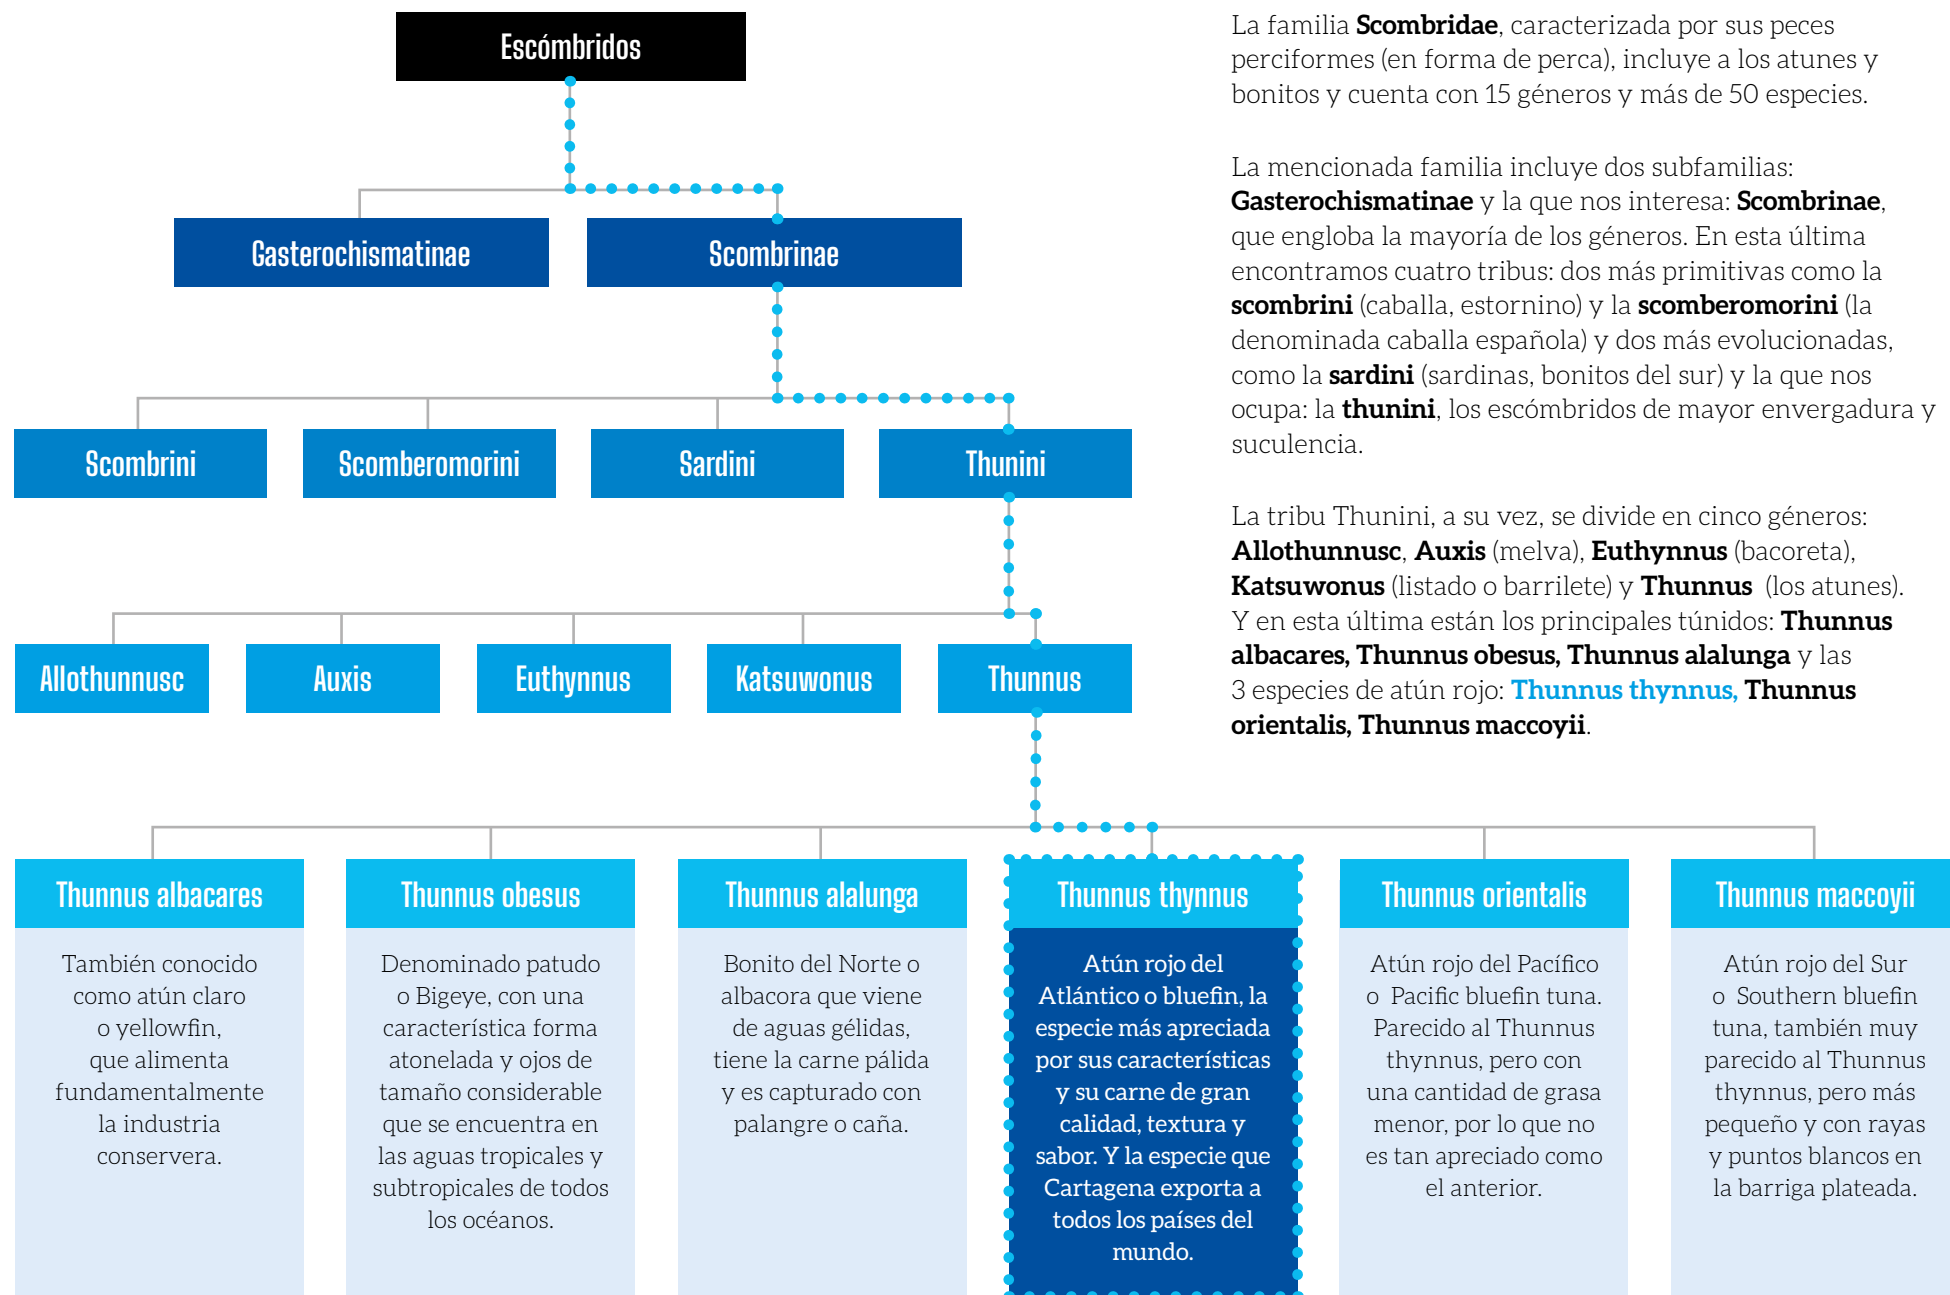 Escómbridos
Gasterochismatinae
Scombrinae
Scombrini
Scomberomorini
Sardini
Thunini
Allothunnusc
Auxis
Euthynnus
Katsuwonus
Thunnus
La familia Scombridae, caracterizada por sus peces
perciformes (en forma de perca), incluye a los atunes y
bonitos y cuenta con 15 géneros y más de 50 especies.
La mencionada familia incluye dos subfamilias:
Gasterochismatinae y la que nos interesa: Scombrinae,
que engloba la mayoría de los géneros. En esta última
encontramos cuatro tribus: dos más primitivas como la
scombrini (caballa, estornino) y la scomberomorini (la
denominada caballa española) y dos más evolucionadas,
como la sardini (sardinas, bonitos del sur) y la que nos
ocupa: la thunini, los escómbridos de mayor envergadura y
suculencia.
La tribu Thunini, a su vez, se divide en cinco géneros:
Allothunnusc, Auxis (melva), Euthynnus (bacoreta),
Katsuwonus (listado o barrilete) y Thunnus (los atunes).
Y en esta última están los principales túnidos: Thunnus
albacares, Thunnus obesus, Thunnus alalunga y las
3 especies de atún rojo: Thunnus thynnus, Thunnus
orientalis, Thunnus maccoyii.
Thunnus albacares
También conocido
como atún claro
o yellowfin,
que alimenta
fundamentalmente
la industria
conservera.
Thunnus obesus
Denominado patudo
o Bigeye, con una
característica forma
atonelada y ojos de
tamaño considerable
que se encuentra en
las aguas tropicales y
subtropicales de todos
los océanos.
Thunnus alalunga
Bonito del Norte o
albacora que viene
de aguas gélidas,
tiene la carne pálida
y es capturado con
palangre o caña.
Thunnus thynnus
Atún rojo del
Atlántico o bluefin, la
especie más apreciada
por sus características
y su carne de gran
calidad, textura y
sabor. Y la especie que
Cartagena exporta a
todos los países del
mundo.
Thunnus orientalis
Atún rojo del Pacífico
o Pacific bluefin tuna.
Parecido al Thunnus
thynnus, pero con
una cantidad de grasa
menor, por lo que no
es tan apreciado como
el anterior.
Thunnus maccoyii
Atún rojo del Sur
o Southern bluefin
tuna, también muy
parecido al Thunnus
thynnus, pero más
pequeño y con rayas
y puntos blancos en
la barriga plateada.